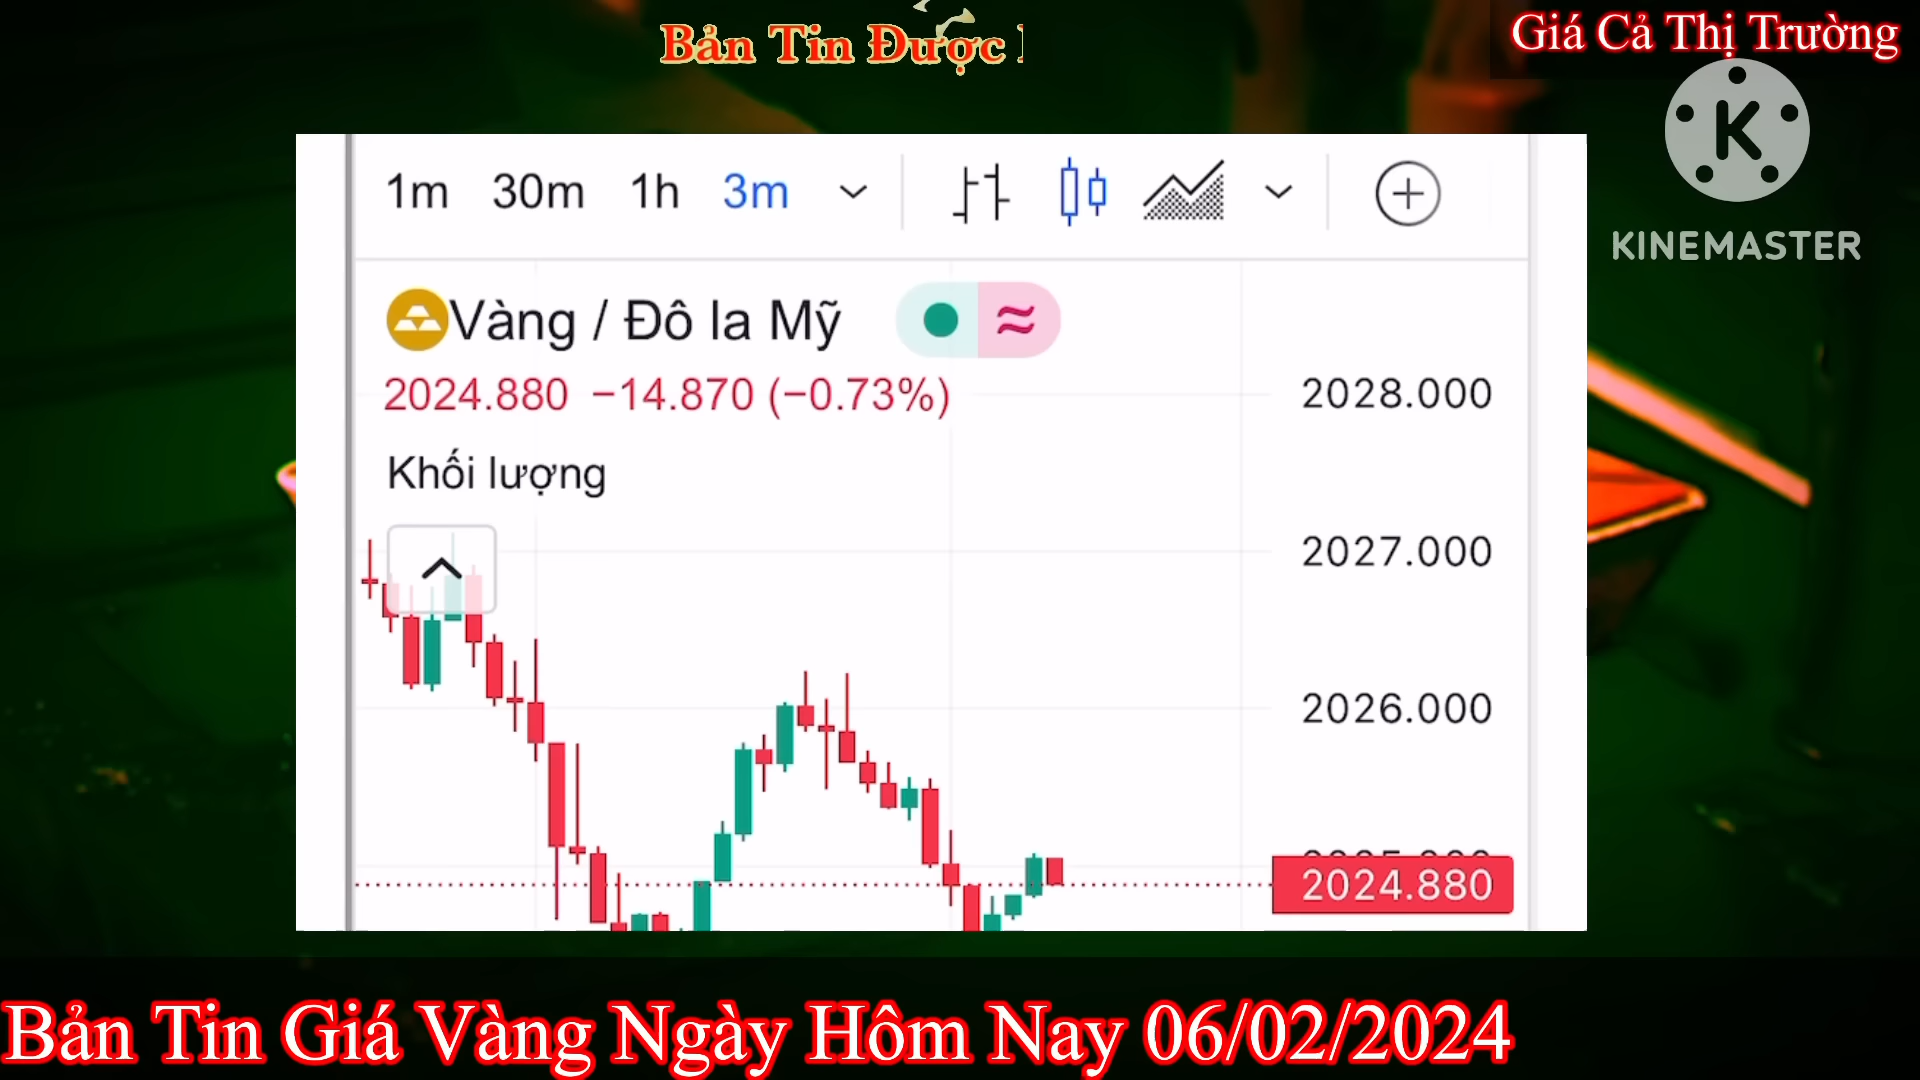 Bản Tin Được
Giá Cả Thị Trường
K
KINEMASTER
1m 30m 1h 3m
Vàng / Đô la Mỹ
2024.880 −14.870 (−0.73%)
Khối lượng
2028.000
2027.000
2026.000
2024.880
Bản Tin Giá Vàng Ngày Hôm Nay 06/02/2024